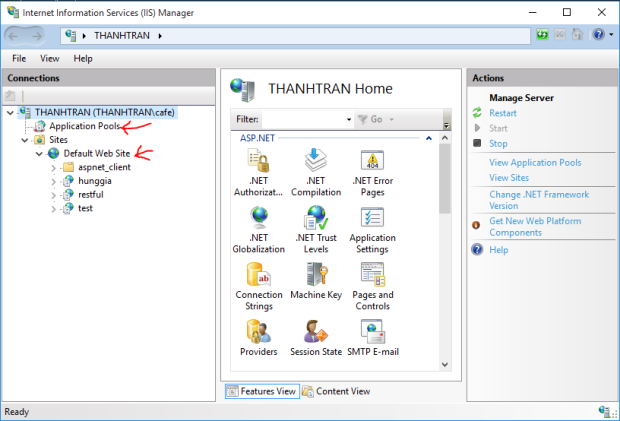 Internet Information Services (IIS) Manager
THANHTRAN
File View Help
Connections
THANHTRAN (THANHTRAN\cafe)
Application Pools
Sites
Default Web Site
aspnet_client
hunggia
restful
test
THANHTRAN Home
Filter: Go
ASP.NET
.NET Authorizat...
.NET Compilation
.NET Error Pages
404
.NET Globalization
.NET Trust Levels
Application Settings
ab
Connection Strings
Machine Key
Pages and Controls
Providers
Session State
SMTP E-mail
Features View
Content View
Actions
Manage Server
Restart
Start
Stop
View Application Pools
View Sites
Change .NET Framework
Version
Get New Web Platform
Components
Help
Ready